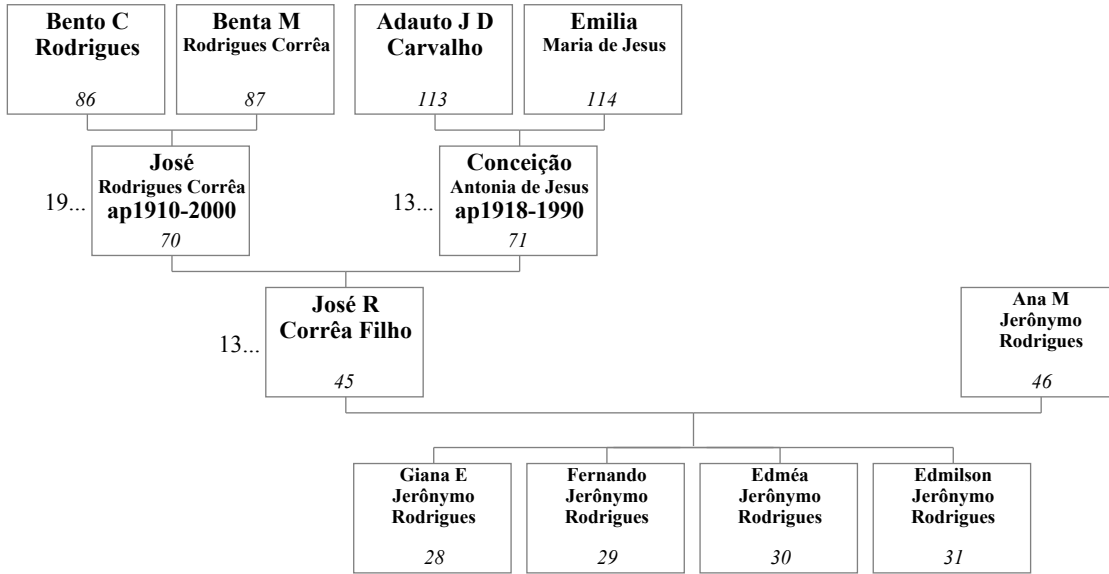 Bento C
Rodrigues
86
Benta M
Rodrigues Corrêa
87
Adauto J D
Carvalho
113
Emilia
Maria de Jesus
114
19...
José
Rodrigues Corrêa
ap1910-2000
70
13...
Conceição
Antonia de Jesus
ap1918-1990
71
13...
José R
Corrêa Filho
45
Ana M
Jerônymo
Rodrigues
46
Giana E
Jerônymo
Rodrigues
28
Fernando
Jerônymo
Rodrigues
29
Edméa
Jerônymo
Rodrigues
30
Edmilson
Jerônymo
Rodrigues
31